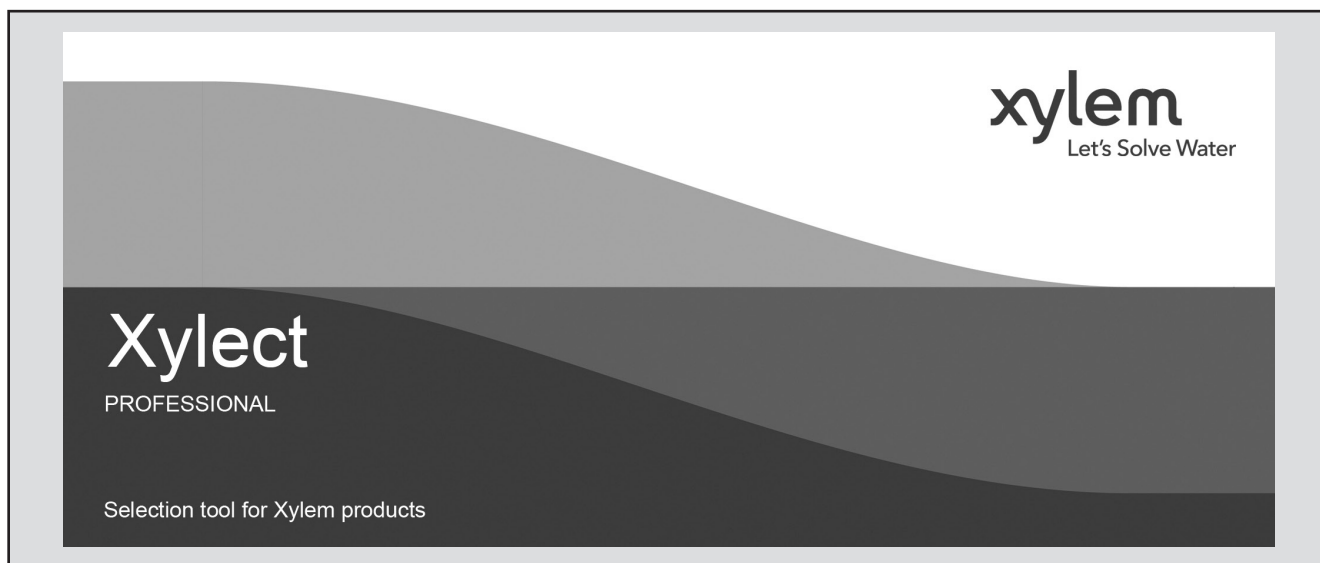 xylem
Let's Solve Water
Xylect
PROFESSIONAL
Selection tool for Xylem products